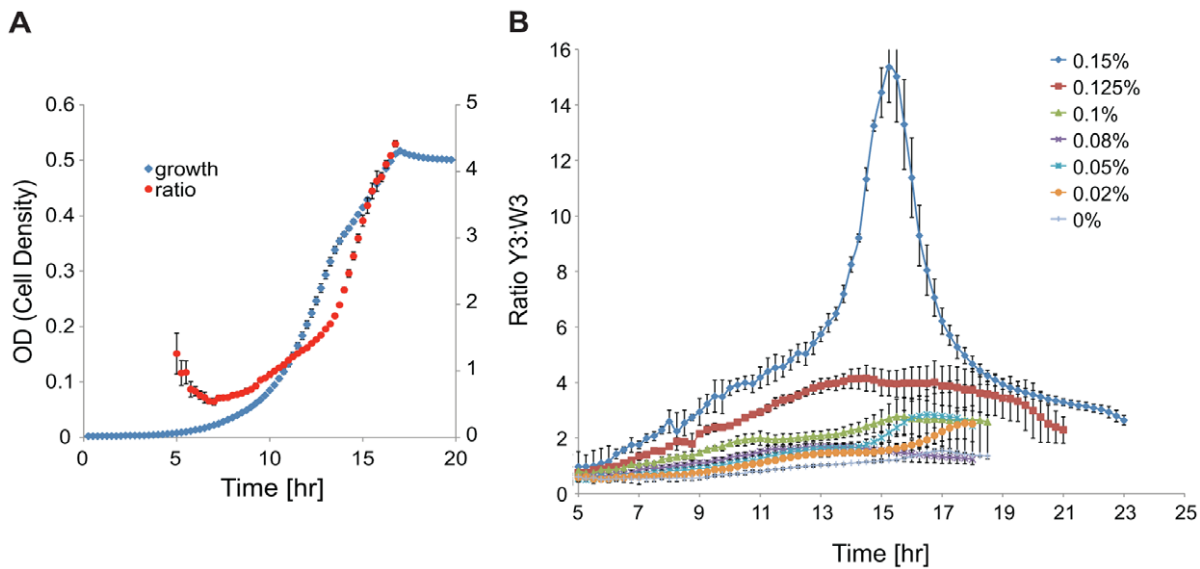 A
0.6
0.5
0.4
0.3
0.2
0.1
0
5
4
3
2
1
0
growth
ratio
OD (Cell Density)
0 5 10 15 20
Time [hr]
B
16
14
12
10
8
6
4
2
0
Ratio Y3:W3
0.15%
0.125%
0.1%
0.08%
0.05%
0.02%
0%
5 7 9 11 13 15 17 19 21 23 25
Time [hr]